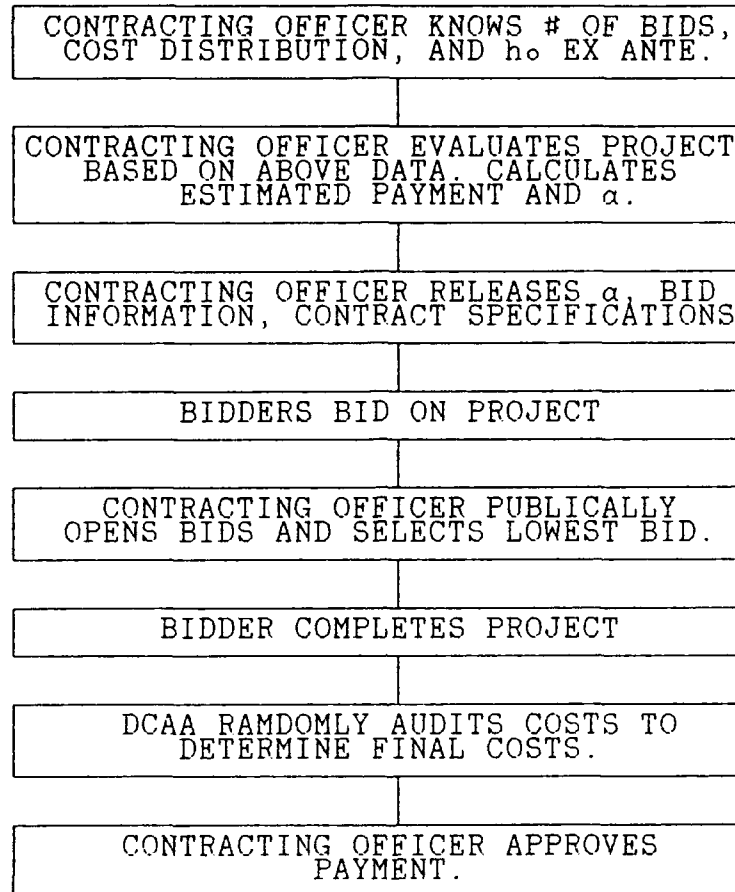 CONTRACTING OFFICER KNOWS # OF BIDS,
COST DISTRIBUTION, AND ho EX ANTE.
CONTRACTING OFFICER EVALUATES PROJECT
BASED ON ABOVE DATA. CALCULATES
ESTIMATED PAYMENT AND α.
CONTRACTING OFFICER RELEASES α, BID
INFORMATION, CONTRACT SPECIFICATIONS
BIDDERS BID ON PROJECT
CONTRACTING OFFICER PUBLICALLY
OPENS BIDS AND SELECTS LOWEST BID.
BIDDER COMPLETES PROJECT
DCAA RAMDOMLY AUDITS COSTS TO
DETERMINE FINAL COSTS.
CONTRACTING OFFICER APPROVES
PAYMENT.